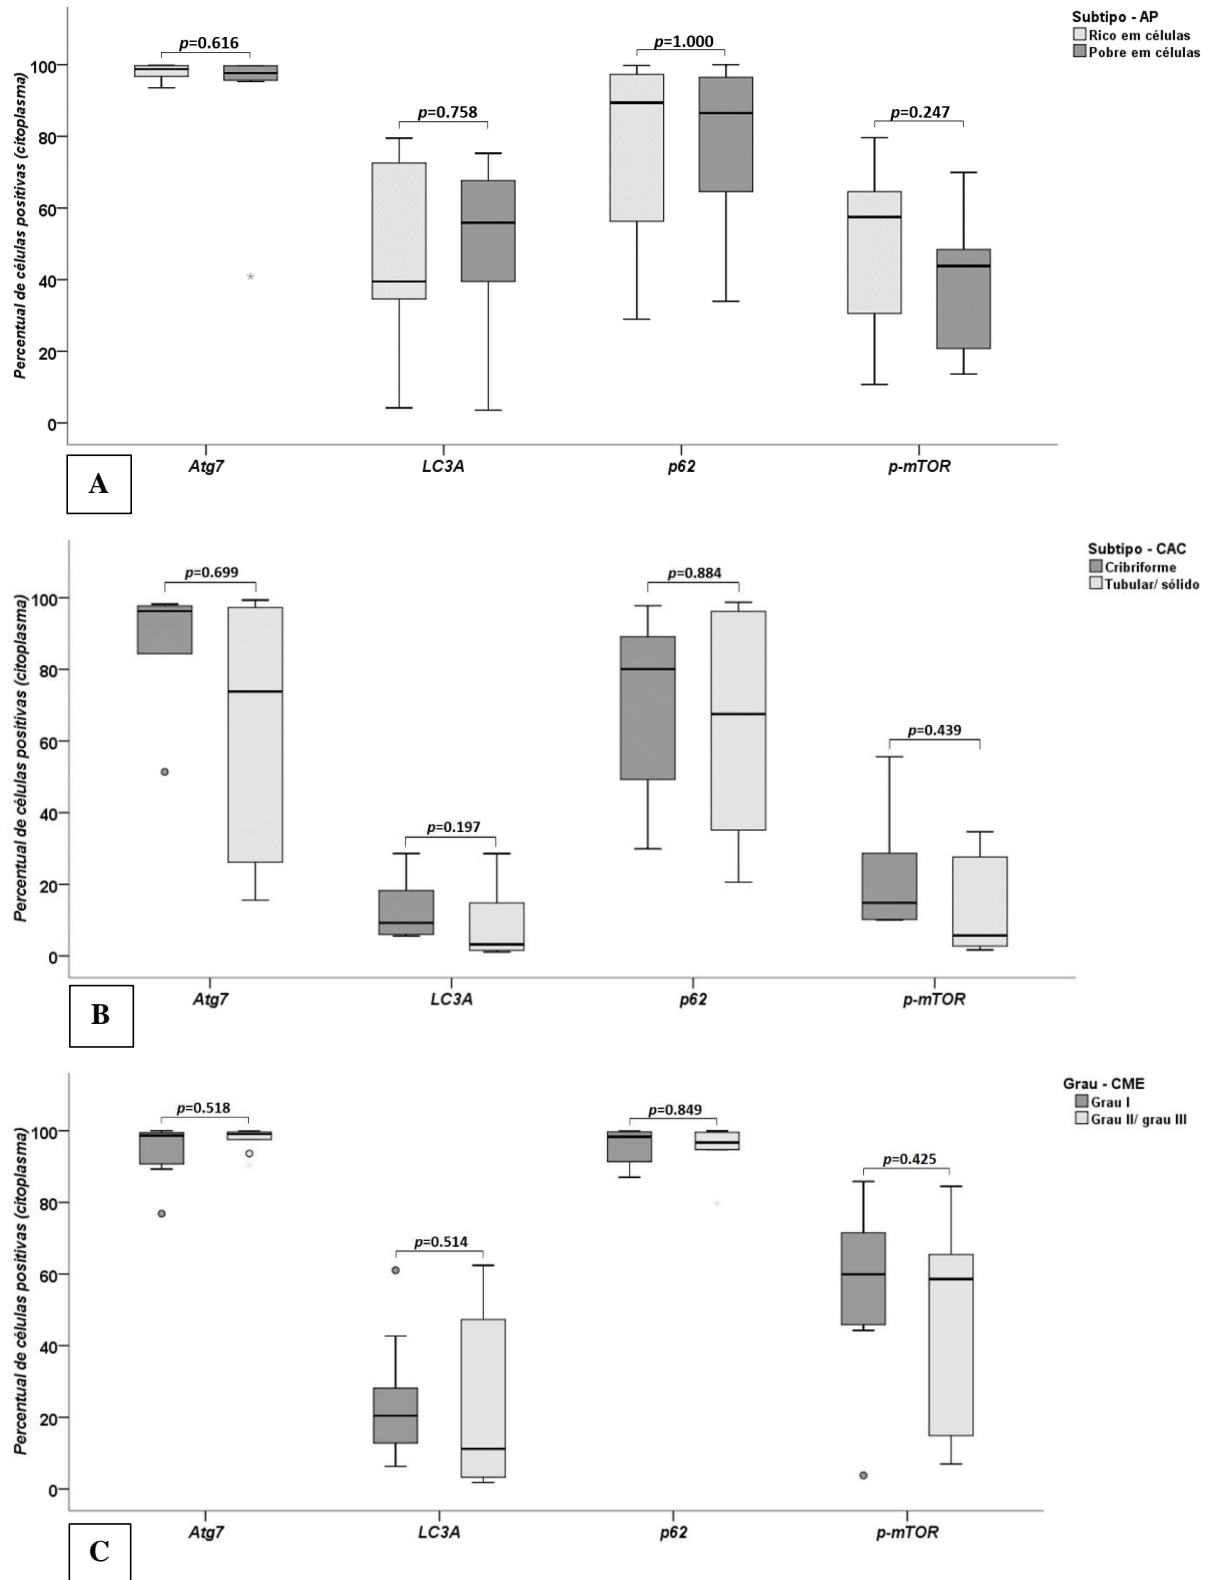 Subtipo - AP
Rico em células
Pobre em células
Percentual de células positivas (citoplasma)
p=0.616
p=0.758
p=1.000
p=0.247
100
80
60
40
20
0
Atg7
LC3A
p62
p-mTOR
A
Subtipo - CAC
Cribriforme
Tubular/ sólido
Percentual de células positivas (citoplasma)
p=0.699
p=0.197
p=0.884
p=0.439
100
80
60
40
20
0
Atg7
LC3A
p62
p-mTOR
B
Grau - CME
Grau I
Grau II/ grau III
Percentual de células positivas (citoplasma)
p=0.518
p=0.514
p=0.849
p=0.425
100
80
60
40
20
0
Atg7
LC3A
p62
p-mTOR
C